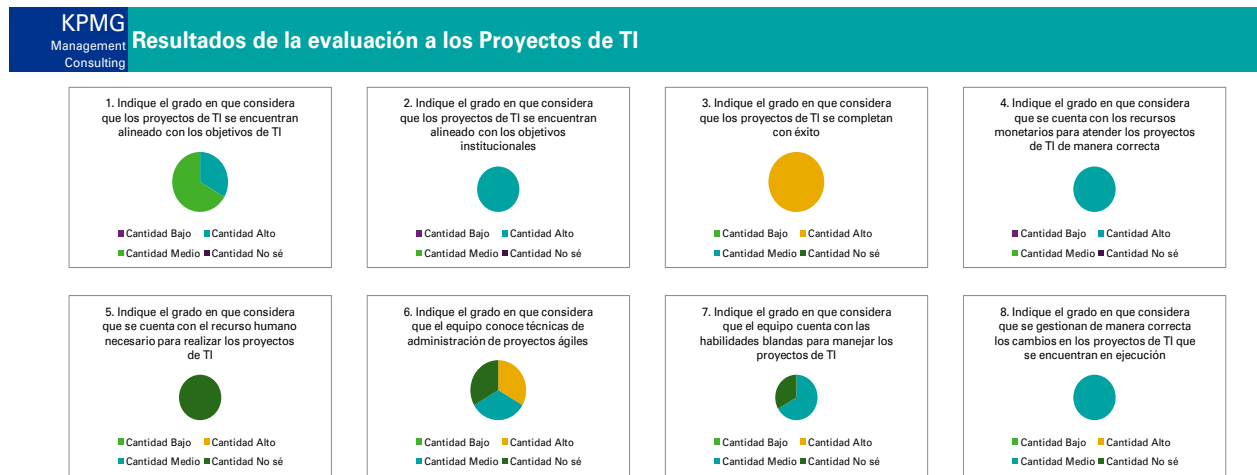 KPMG
Management
Consulting
Resultados de la evaluación a los Proyectos de TI
1. Indique el grado en que considera
que los proyectos de TI se encuentran
alineado con los objetivos de TI
Cantidad Bajo Cantidad Alto
Cantidad Medio Cantidad No sé
2. Indique el grado en que considera
que los proyectos de TI se encuentran
alineado con los objetivos
institucionales
Cantidad Bajo Cantidad Alto
Cantidad Medio Cantidad No sé
3. Indique el grado en que considera
que los proyectos de TI se completan
con éxito
Cantidad Bajo Cantidad Alto
Cantidad Medio Cantidad No sé
4. Indique el grado en que considera
que se cuenta con los recursos
monetarios para atender los proyectos
de TI de manera correcta
Cantidad Bajo Cantidad Alto
Cantidad Medio Cantidad No sé
5. Indique el grado en que considera
que se cuenta con el recurso humano
necesario para realizar los proyectos
de TI
Cantidad Bajo Cantidad Alto
Cantidad Medio Cantidad No sé
6. Indique el grado en que considera
que el equipo conoce técnicas de
administración de proyectos ágiles
Cantidad Bajo Cantidad Alto
Cantidad Medio Cantidad No sé
7. Indique el grado en que considera
que el equipo cuenta con las
habilidades blandas para manejar los
proyectos de TI
Cantidad Bajo Cantidad Alto
Cantidad Medio Cantidad No sé
8. Indique el grado en que considera
que se gestionan de manera correcta
los cambios en los proyectos de TI que
se encuentran en ejecución
Cantidad Bajo Cantidad Alto
Cantidad Medio Cantidad No sé